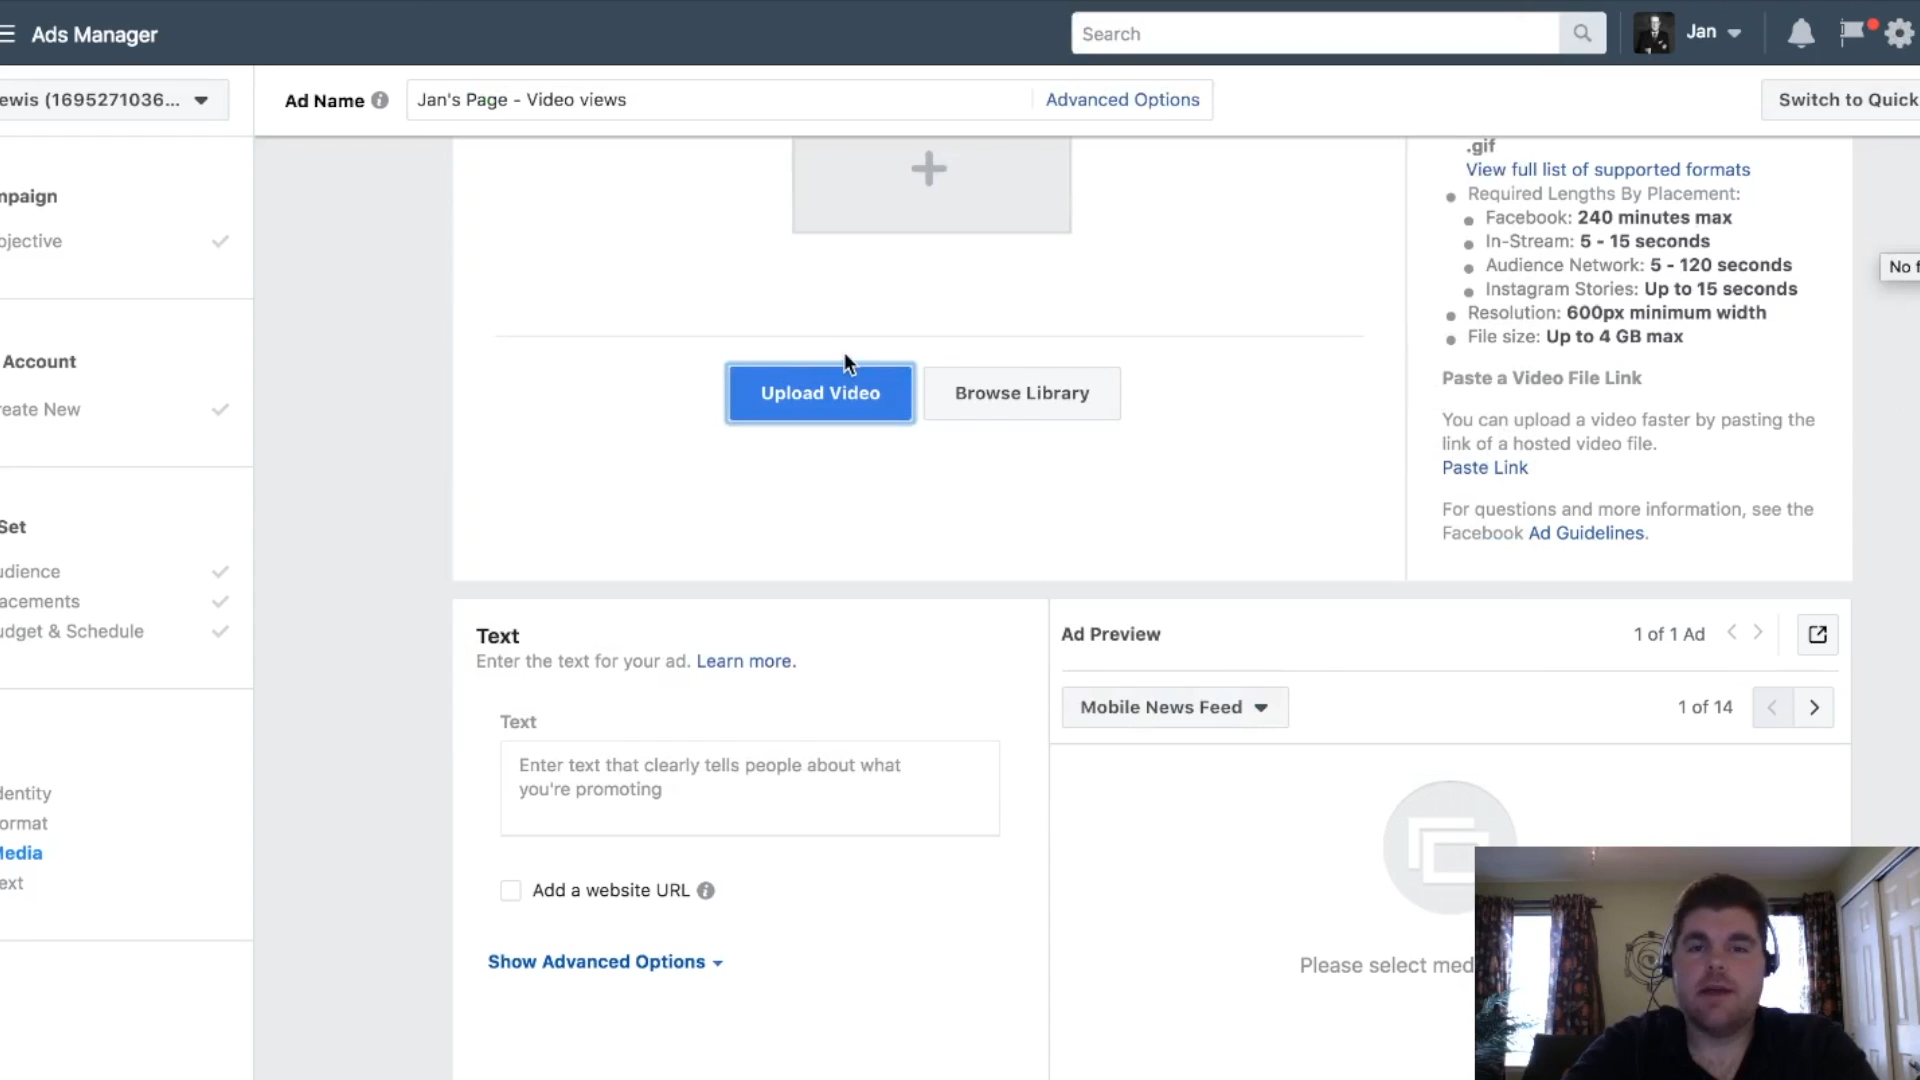 Ads Manager
Search
Jan
ewis (1695271036...
Ad Name
Jan's Page - Video views
Advanced Options
Switch to Quick
mpaign
bjective
Account
reate New
Set
udience
acements
udget & Schedule
dentity
ormat
Media
ext
.gif
View full list of supported formats
Required Lengths By Placement:
Facebook: 240 minutes max
In-Stream: 5 - 15 seconds
Audience Network: 5 - 120 seconds
Instagram Stories: Up to 15 seconds
Resolution: 600px minimum width
File size: Up to 4 GB max
No f
Upload Video
Browse Library
Paste a Video File Link
You can upload a video faster by pasting the
link of a hosted video file.
Paste Link
For questions and more information, see the
Facebook Ad Guidelines.
Text
Enter the text for your ad. Learn more.
Text
Enter text that clearly tells people about what
you're promoting
Add a website URL
Show Advanced Options
Ad Preview
1 of 1 Ad
Mobile News Feed
1 of 14
Please select med